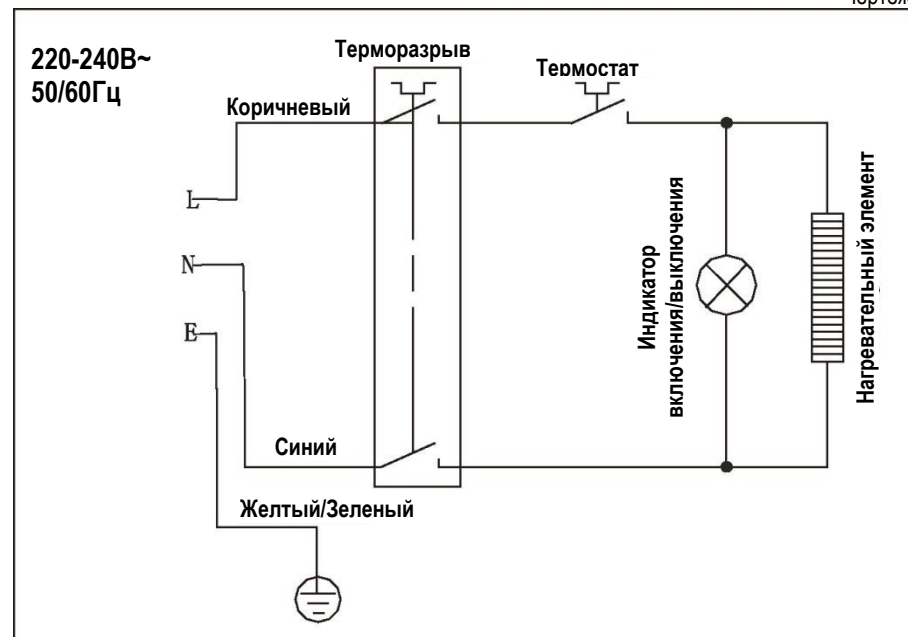 220-240В~
50/60Гц
Терморазрыв
Термостат
Коричневый
L
N
E
Синий
Желтый/Зеленый
Индикатор
включения/выключения
Нагревательный элемент